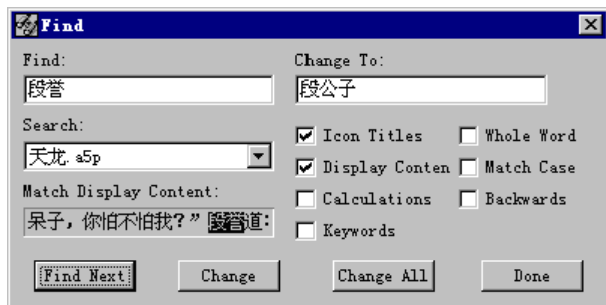 Find
Find:
Change To:
段誉
段公子
Search:
天龙.a5p
Icon Titles
Whole Word
Display Conten
Match Case
Match Display Content:
Calculations
Backwards
呆子，你怕不怕我？”段誉道：
Keywords
Find Next
Change
Change All
Done